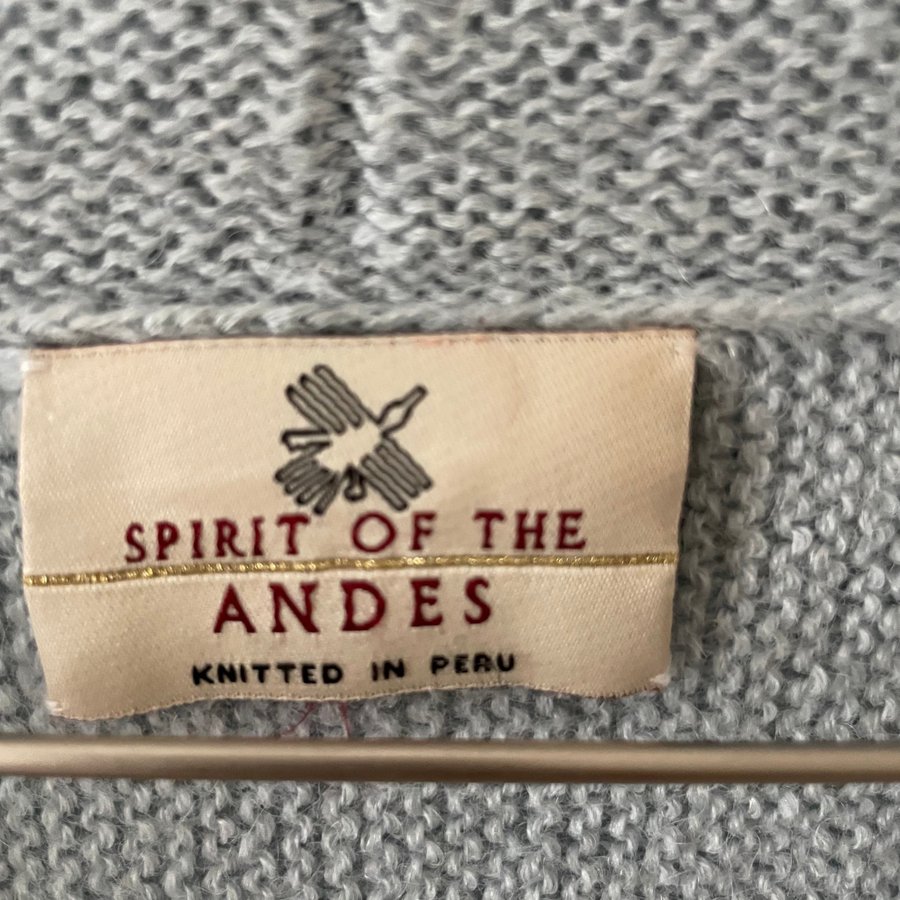 SPIRIT OF THE
ANDES
KNITTED IN PERU